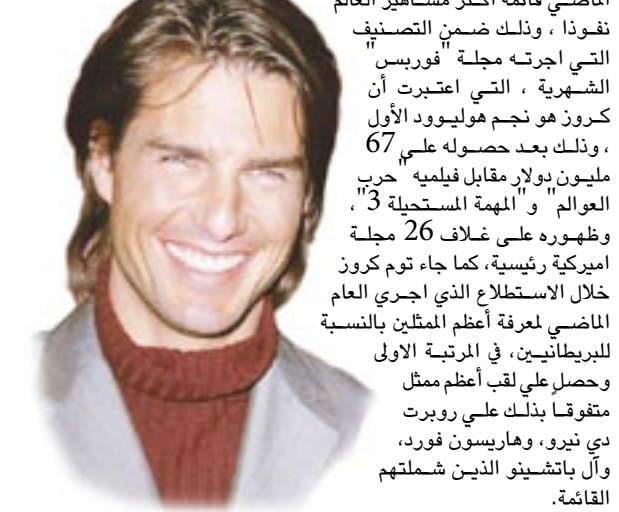 الماضي قائمة أكثر مشاهير العالم
نفوذا ، وذلك ضمن التصنيف
التي اجرته مجلة "فوربس"
الشهرية ، التي اعتبرت أن
كروز هو نجم هوليوود الأول
، وذلك بعد حصوله على 67
مليون دولار مقابل فيلميه "حرب
العوالم" و"المهمة المستحيلة 3"،
وظهوره على غلاف 26 مجلة
اميركية رئيسية، كما جاء توم كروز
خلال الاستطلاع الذي اجري العام
الماضي لمعرفة أعظم الممثلين بالنسبة
للبريطانيين، في المرتبة الاولى
وحصل علي لقب أعظم ممثل
متفوقاً بذلك علي روبرت
دي نيرو، وهاريسون فورد،
وآل باتشينو الذين شملتهم
القائمة.